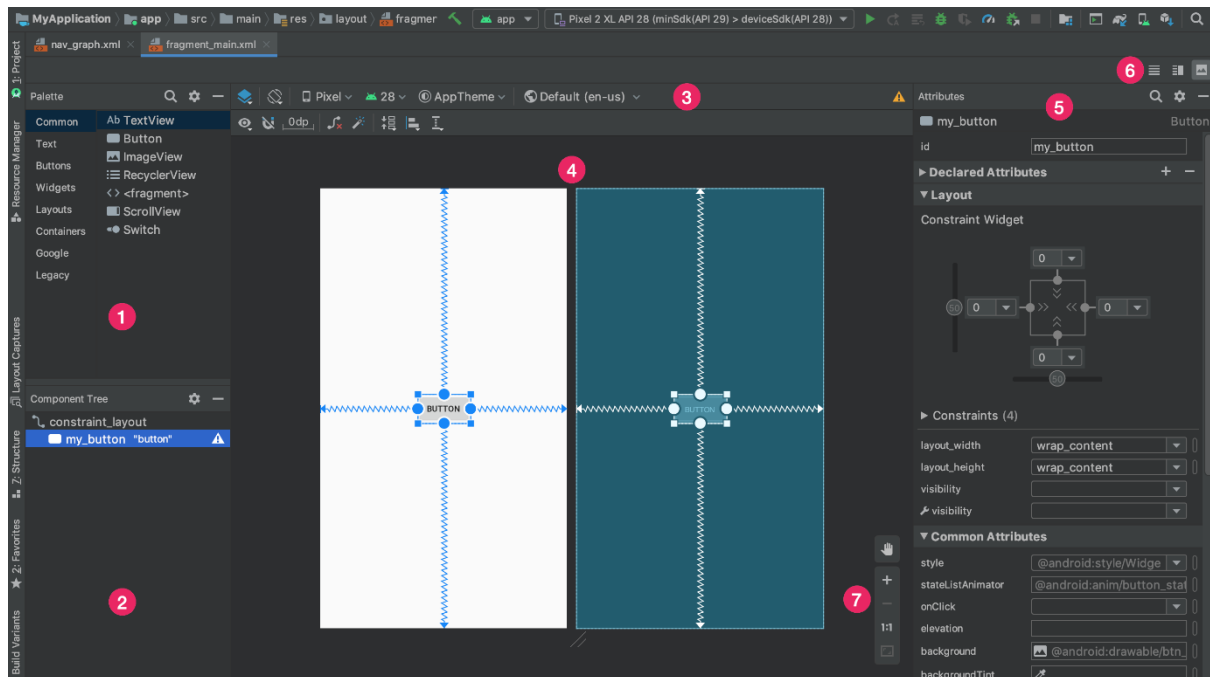 MyApplication app src main res layout fragmer app Pixel 2 XL API 28 (minSdk(API 29) > deviceSdk(API 28))
nav_graph.xml × fragment_main.xml ×
1: Project
Resource Manager
Layout Captures
Z: Structure
2: Favorites
Build Variants
6
Palette
Common
Text
Buttons
Widgets
Layouts
Containers
Google
Legacy
Ab TextView
Button
ImageView
RecyclerView
<> <fragment>
ScrollView
Switch
1
Component Tree
constraint_layout
my_button "button"
2
Pixel 28 AppTheme Default (en-us) 3
0dp
4
BUTTON
BUTTON
+
−
1:1
7
Attributes
5
my_button Button
id my_button
Declared Attributes + −
Layout
Constraint Widget
0
50 0 0
0
50
Constraints (4)
layout_width wrap_content
layout_height wrap_content
visibility
visibility
Common Attributes
style @android:style/Widge
stateListAnimator @android:anim/button_stat
onClick
elevation
background @android:drawable/btn_
backgroundTint